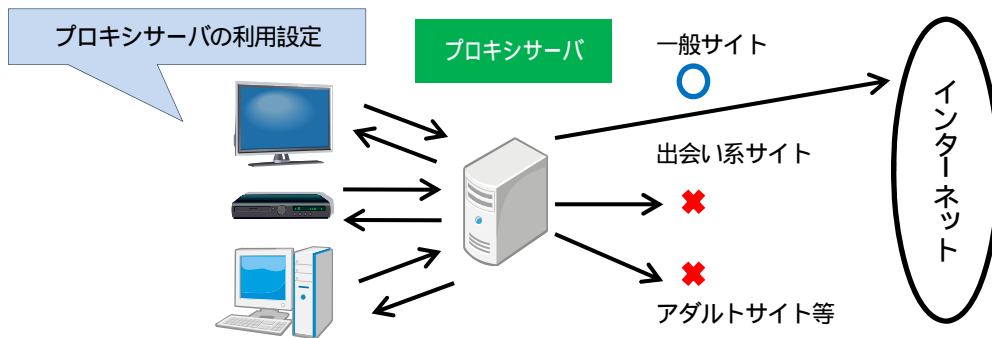 プロキシサーバの利用設定
プロキシサーバ
一般サイト
出会い系サイト
アダルトサイト等
インターネット